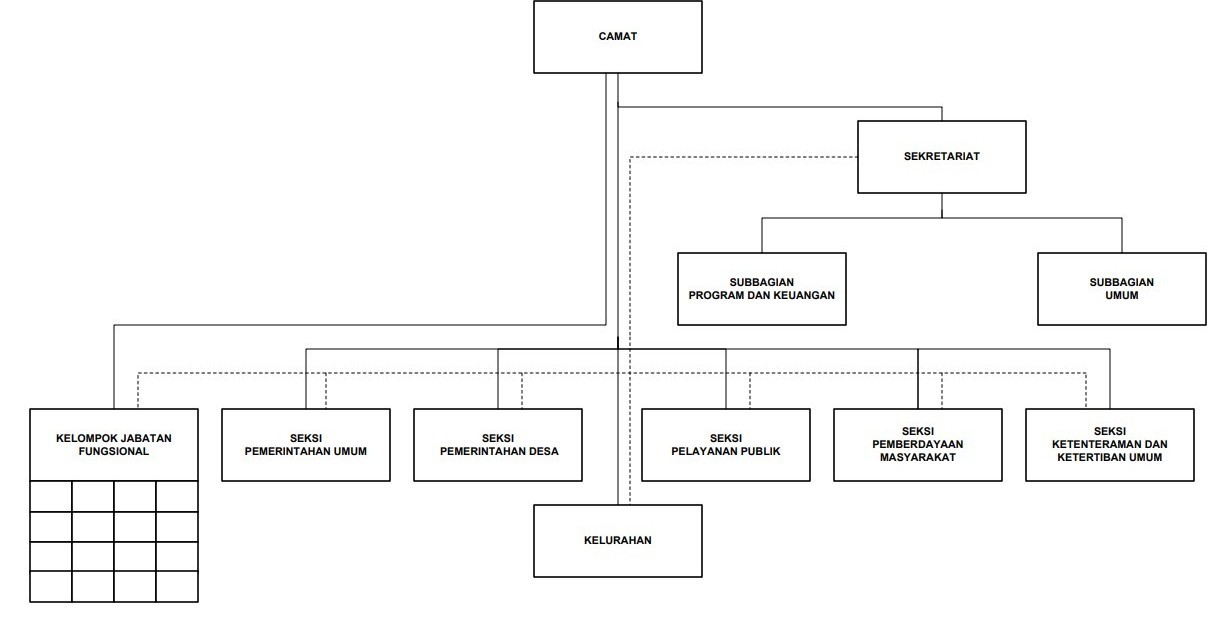 CAMAT
SEKRETARIAT
SUBBAGIAN
PROGRAM DAN KEUANGAN
SUBBAGIAN
UMUM
KELOMPOK JABATAN
FUNGSIONAL
SEKSI
PEMERINTAHAN UMUM
SEKSI
PEMERINTAHAN DESA
SEKSI
PELAYANAN PUBLIK
SEKSI
PEMBERDAYAAN
MASYARAKAT
SEKSI
KETENTERAMAN DAN
KETERTIBAN UMUM
KELURAHAN